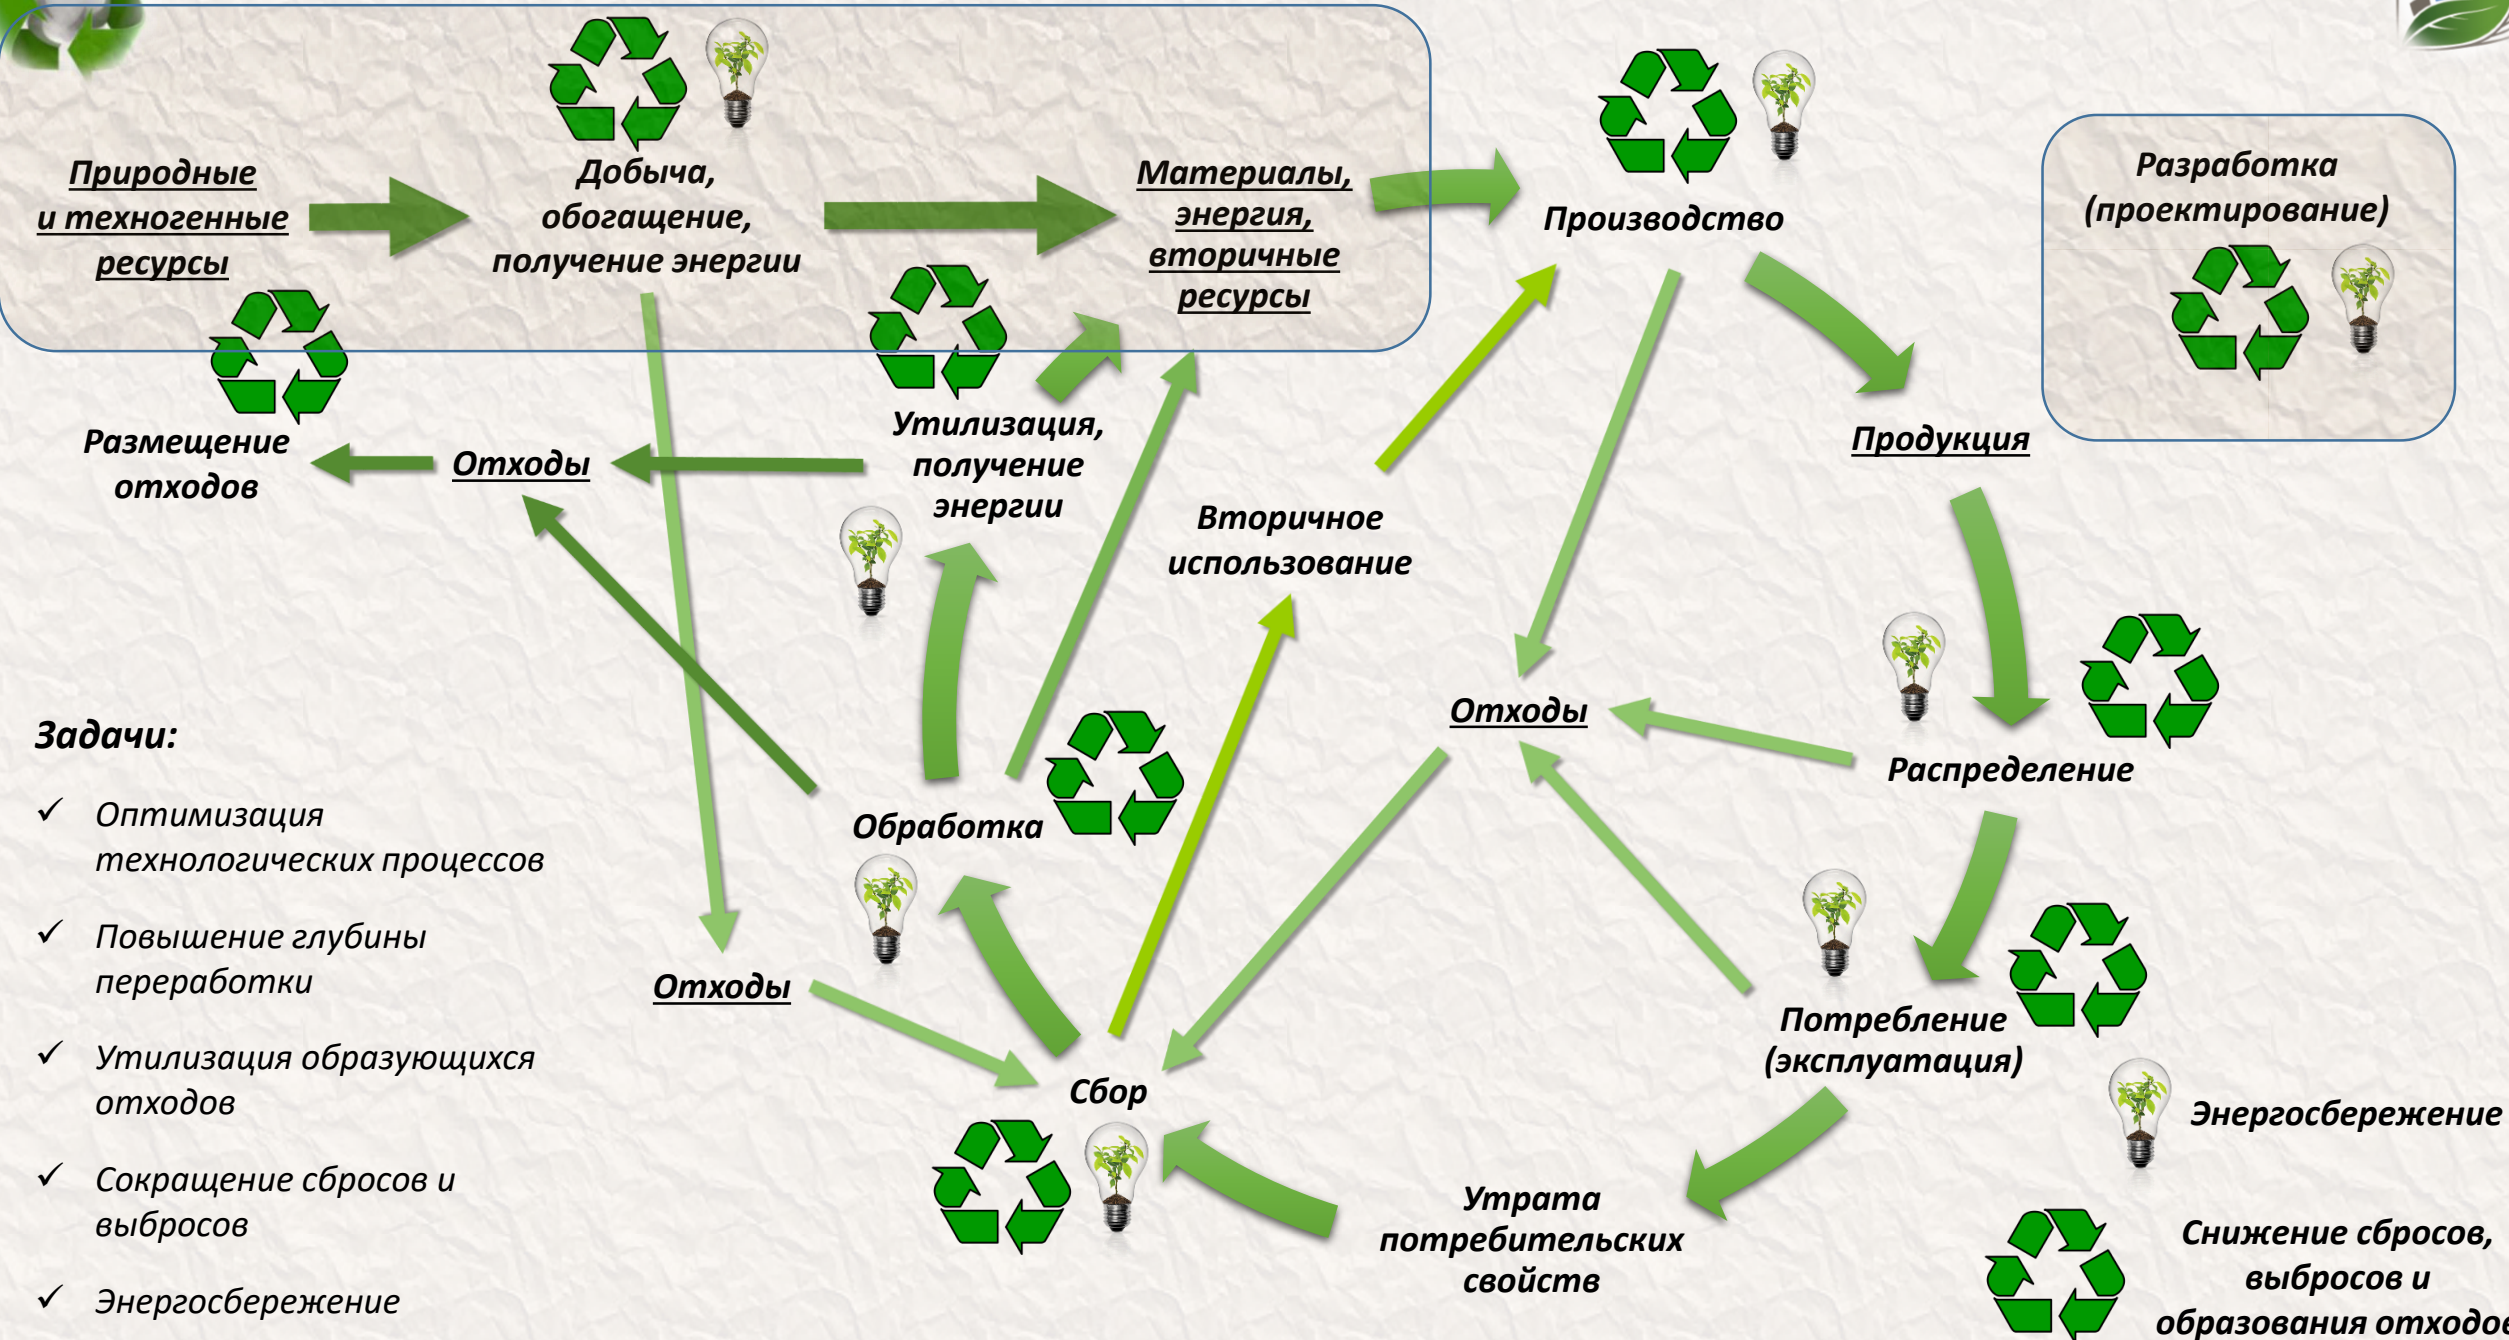 Природные
и техногенные
ресурсы
Добыча,
обогащение,
получение энергии
Материалы,
энергия,
вторичные
ресурсы
Производство
Разработка
(проектирование)
Размещение
отходов
Отходы
Утилизация,
получение
энергии
Вторичное
использование
Продукция
Отходы
Распределение
Задачи:
Оптимизация
технологических процессов
Повышение глубины
переработки
Утилизация образующихся
отходов
Сокращение сбросов и
выбросов
Энергосбережение
Обработка
Отходы
Сбор
Потребление
(эксплуатация)
Утрата
потребительских
свойств
Энергосбережение
Снижение сбросов,
выбросов и
образования